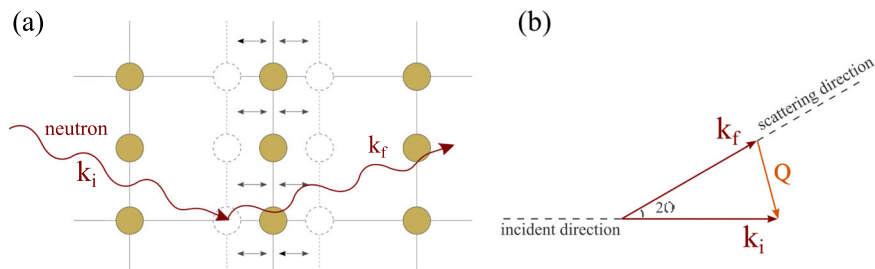 (a)
neutron
k_i
k_f
(b)
scattering direction
k_f
Q
2Θ
incident direction
k_i